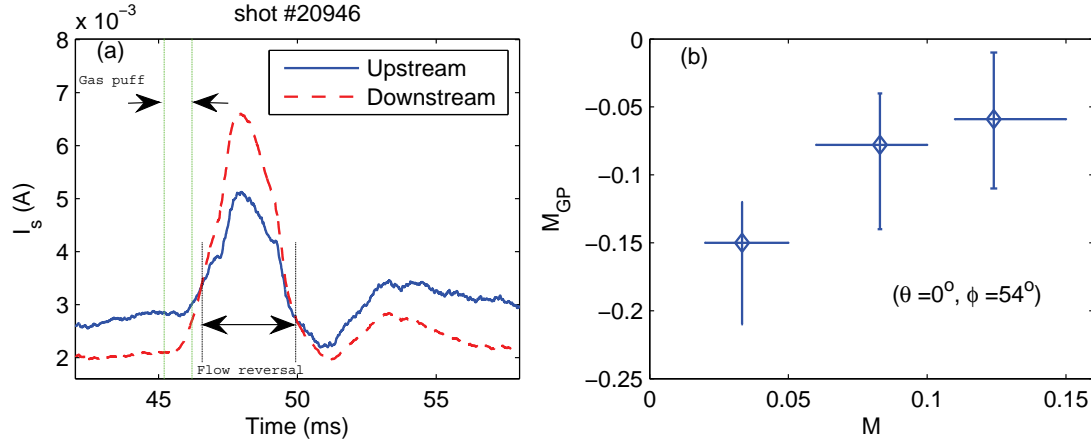 shot #20946
x 10⁻³
(a)
Gas puff
Upstream
Downstream
8
7
6
5
4
3
2
I_s (A)
Flow reversal
45
50
55
Time (ms)
(b)
0
−0.05
−0.1
−0.15
−0.2
−0.25
M_GP
(θ =0°, ϕ =54°)
0
0.05
0.1
0.15
M